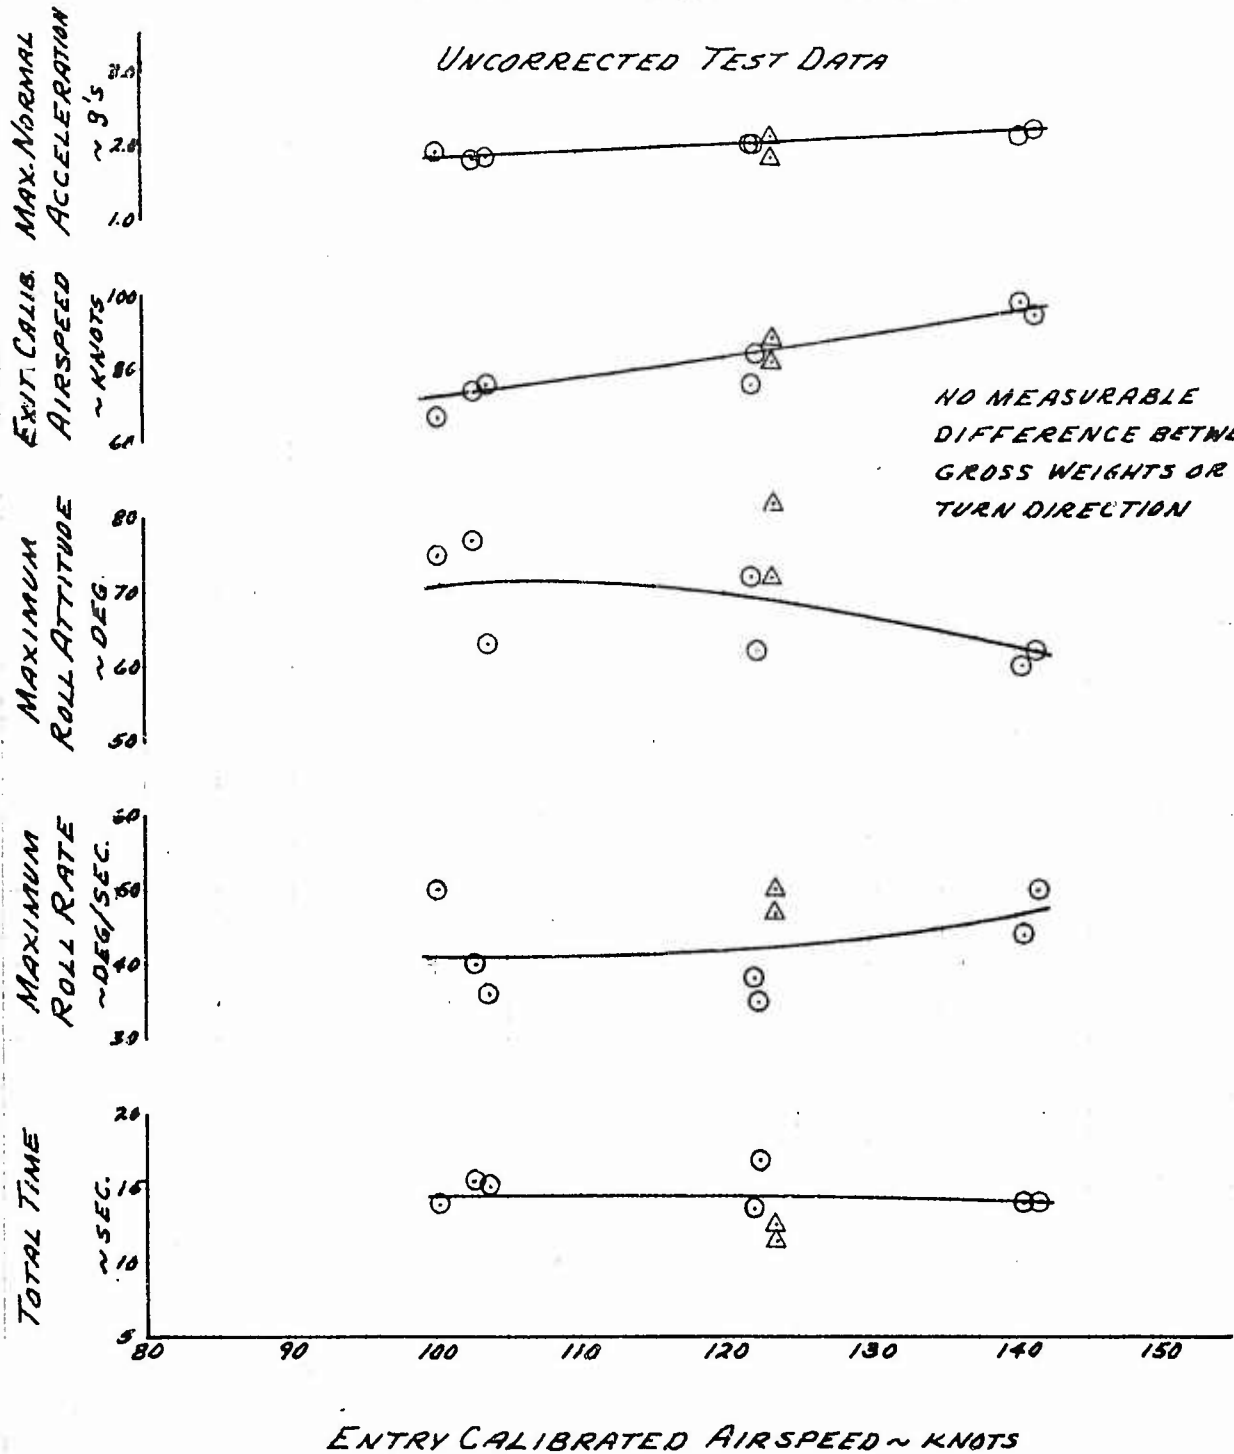 UNCORRECTED TEST DATA
MAX. NORMAL
ACCELERATION
~ g's
3.0
2.0
1.0
EXIT CALIB.
AIRSPEED
~KNOTS
100
80
60
NO MEASURABLE
DIFFERENCE BETWE
GROSS WEIGHTS OR
TURN DIRECTION
MAXIMUM
ROLL ATTITUDE
~DEG.
80
70
60
50
MAXIMUM
ROLL RATE
~DEG/SEC.
60
50
40
30
TOTAL TIME
~SEC.
20
15
10
5
80 90 100 110 120 130 140 150
ENTRY CALIBRATED AIRSPEED ~ KNOTS